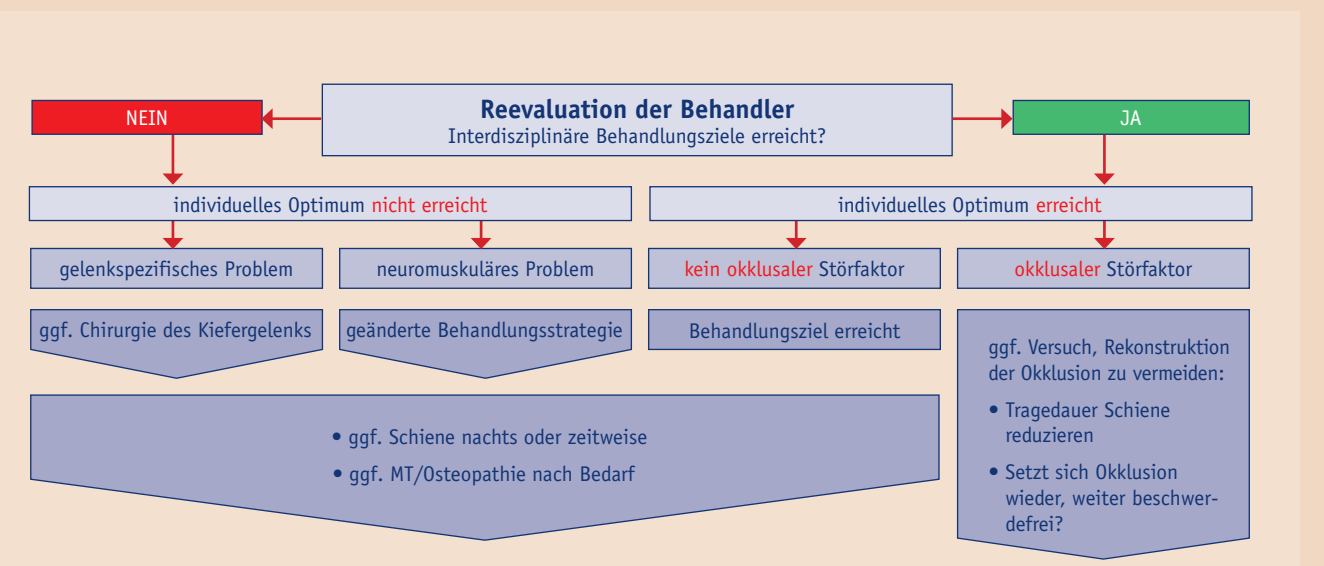 Reevaluation der Behandler
Interdisziplinäre Behandlungsziele erreicht?
NEIN
JA
individuelles Optimum nicht erreicht
individuelles Optimum erreicht
gelenkspezifisches Problem
neuromuskuläres Problem
kein okklusaler Störfaktor
okklusaler Störfaktor
ggf. Chirurgie des Kiefergelenks
geänderte Behandlungsstrategie
Behandlungsziel erreicht
ggf. Versuch, Rekonstruktion
der Okklusion zu vermeiden:
• Tragedauer Schiene
reduzieren
• Setzt sich Okklusion
wieder, weiter beschwer-
defrei?
• ggf. Schiene nachts oder zeitweise
• ggf. MT/Osteopathie nach Bedarf